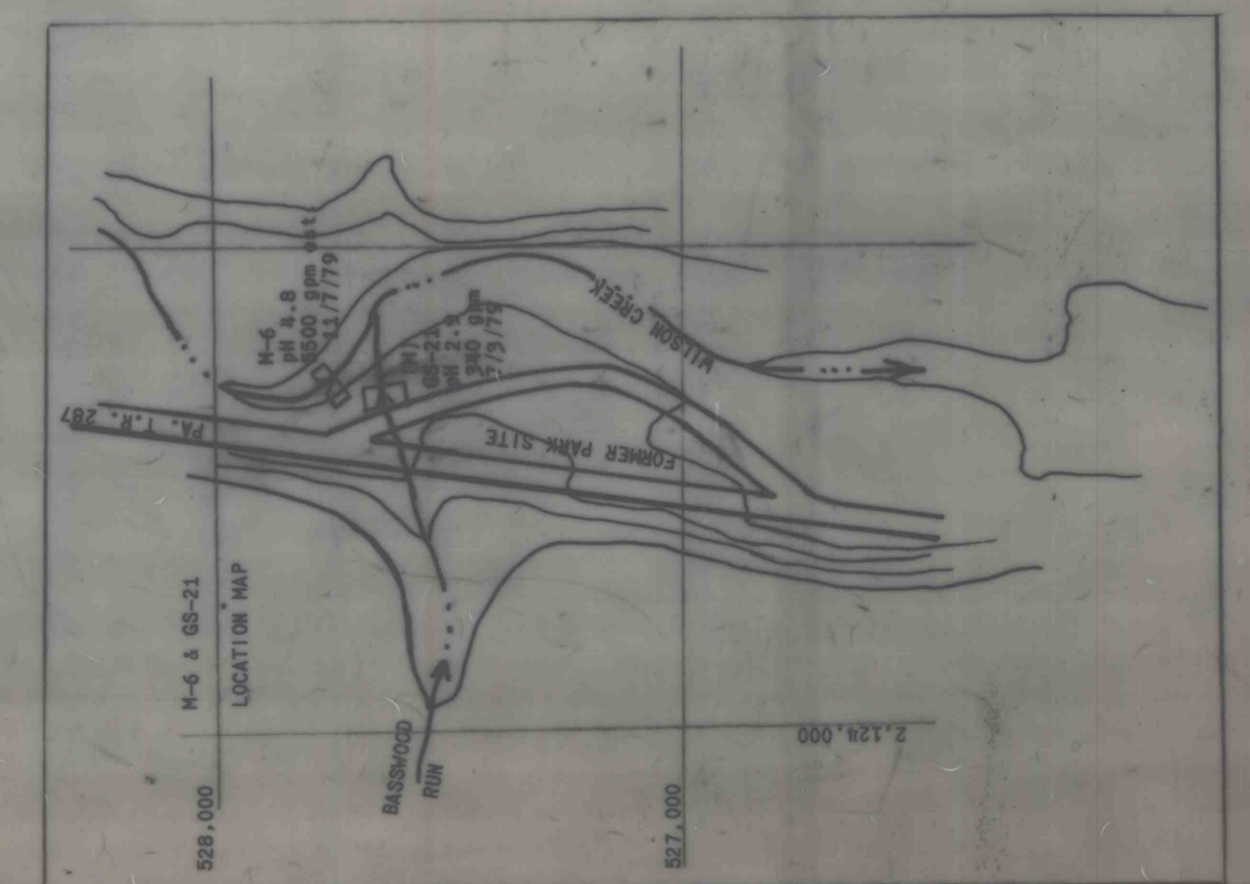 M-6 & GS-21
LOCATION MAP
PA. T.R. 287
M-6
pH 4.8
5500 gpm est
11/7/79
GS-21
pH 2.9
340 gpm
WILSON CREEK
FORMER PARK SITE
BASSWOOD
RUN
528,000
527,000
2,124,000